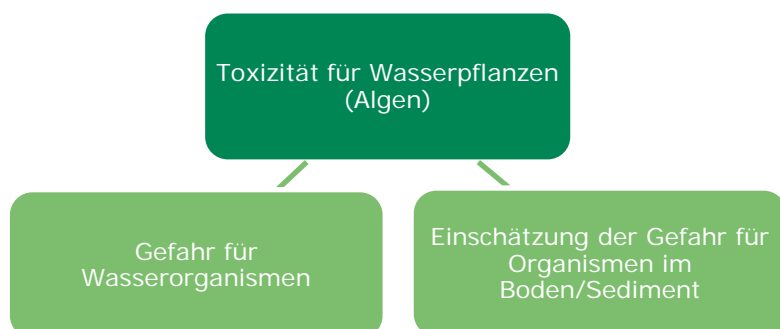 Toxizität für Wasserpflanzen
(Algen)
Gefahr für
Wasserorganismen
Einschätzung der Gefahr für
Organismen im
Boden/Sediment